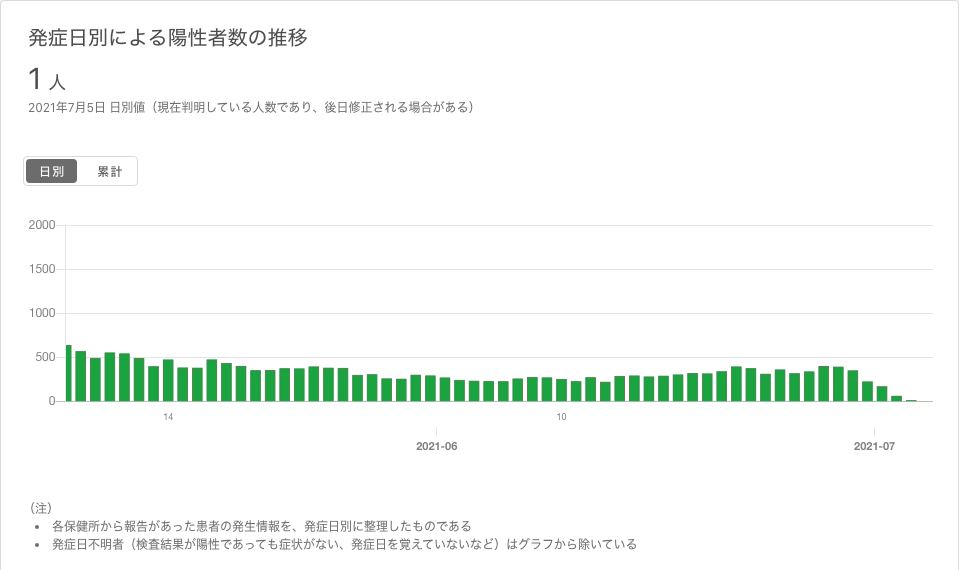 発症日別による陽性者数の推移
1 人
2021年7月5日 日別値（現在判明している人数であり、後日修正される場合がある）
日別 累計
2000
1500
1000
500
0
14 10
2021-06 2021-07
（注）
• 各保健所から報告があった患者の発生情報を、発症日別に整理したものである
• 発症日不明者（検査結果が陽性であっても症状がない、発症日を覚えていないなど）はグラフから除いている